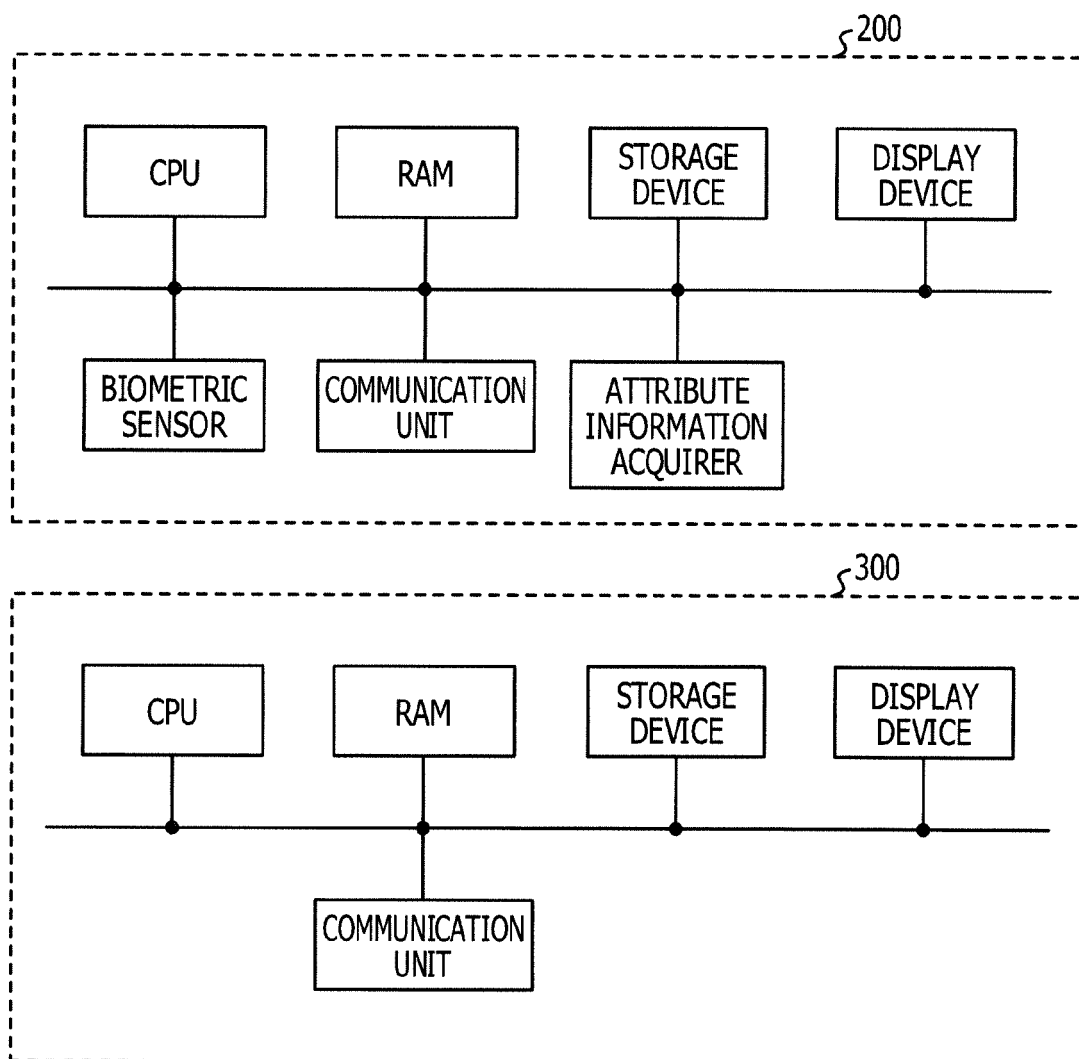 200
CPU
RAM
STORAGE
DEVICE
DISPLAY
DEVICE
BIOMETRIC
SENSOR
COMMUNICATION
UNIT
ATTRIBUTE
INFORMATION
ACQUIRER
300
CPU
RAM
STORAGE
DEVICE
DISPLAY
DEVICE
COMMUNICATION
UNIT